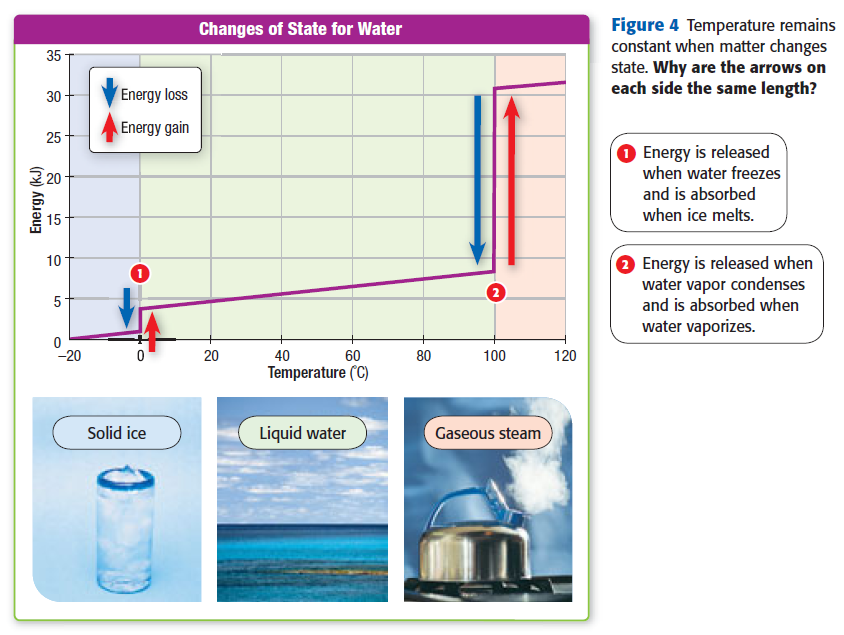 Changes of State for Water
35
30
25
20
15
10
5
0
Energy (kJ)
Energy loss
Energy gain
1
2
–20
0
20
40
60
80
100
120
Temperature (˚C)
Solid ice
Liquid water
Gaseous steam
Figure 4 Temperature remains
constant when matter changes
state. Why are the arrows on
each side the same length?
1 Energy is released
when water freezes
and is absorbed
when ice melts.
2 Energy is released when
water vapor condenses
and is absorbed when
water vaporizes.